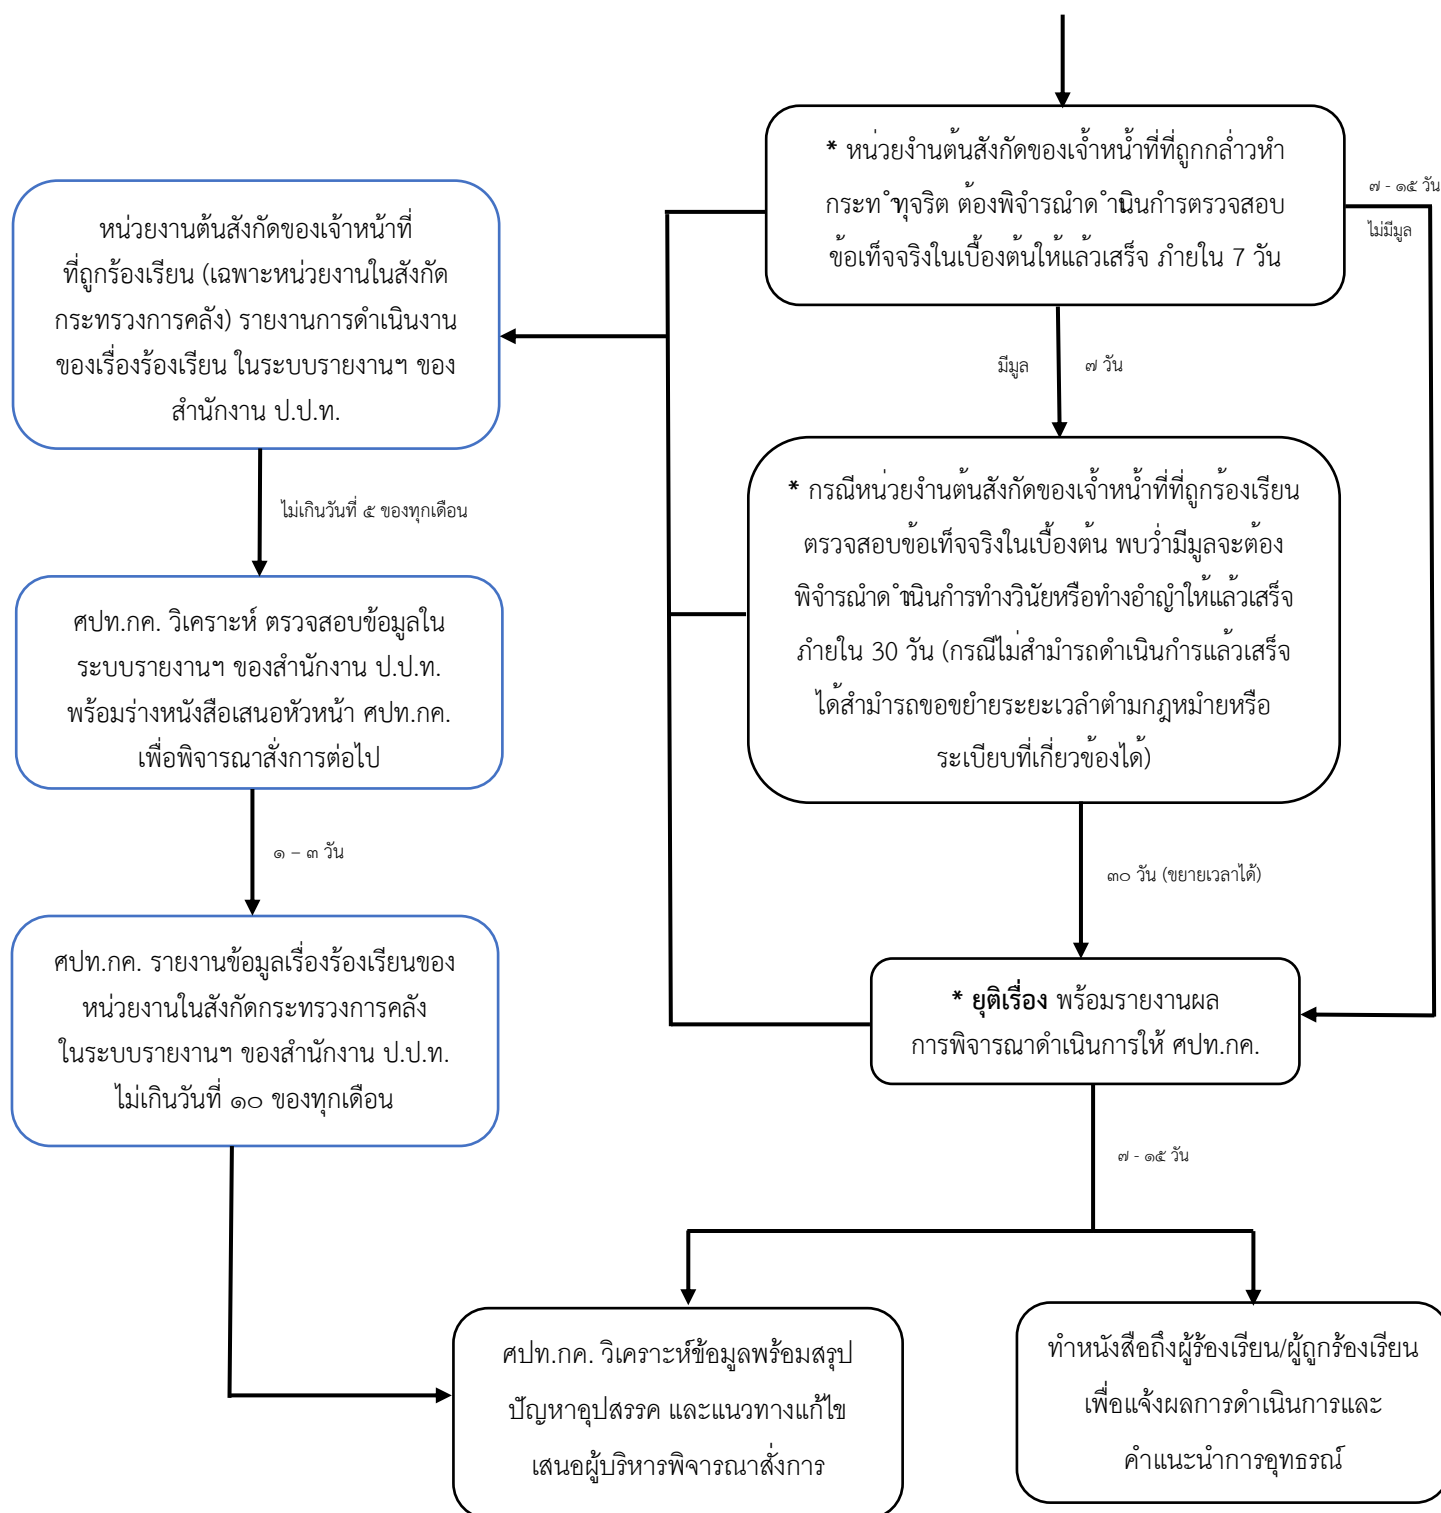 * หน่วยงำนต้นสังกัดของเจ้ำหน้ำที่ที่ถูกกล่ำวหำ
กระท ำทุจริต ต้องพิจำรณำด ำเนินกำรตรวจสอบ
ข้อเท็จจริงในเบื้องต้นให้แล้วเสร็จ ภายใน 7 วัน
๗ - ๑๕ วัน
ไม่มีมูล
หน่วยงานต้นสังกัดของเจ้าหน้าที่
ที่ถูกร้องเรียน (เฉพาะหน่วยงานในสังกัด
กระทรวงการคลัง) รายงานการดำเนินงาน
ของเรื่องร้องเรียน ในระบบรายงานฯ ของ
สำนักงาน ป.ป.ท.
มีมูล
๗ วัน
* กรณีหน่วยงำนต้นสังกัดของเจ้ำหน้ำที่ที่ถูกร้องเรียน
ตรวจสอบข้อเท็จจริงในเบื้องต้น พบว่ำมีมูลจะต้อง
พิจำรณำด ำเนินกำรทำงวินัยหรือทำงอำญำให้แล้วเสร็จ
ภายใน 30 วัน (กรณีไม่สำมำรถดำเนินกำรแล้วเสร็จ
ได้สำมำรถขอขยำยระยะเวลำตำมกฎหมำยหรือ
ระเบียบที่เกี่ยวข้องได้)
ไม่เกินวันที่ ๕ ของทุกเดือน
ศปท.กค. วิเคราะห์ ตรวจสอบข้อมูลใน
ระบบรายงานฯ ของสำนักงาน ป.ป.ท.
พร้อมร่างหนังสือเสนอหัวหน้า ศปท.กค.
เพื่อพิจารณาสั่งการต่อไป
๑ – ๓ วัน
๓๐ วัน (ขยายเวลาได้)
ศปท.กค. รายงานข้อมูลเรื่องร้องเรียนของ
หน่วยงานในสังกัดกระทรวงการคลัง
ในระบบรายงานฯ ของสำนักงาน ป.ป.ท.
ไม่เกินวันที่ ๑๐ ของทุกเดือน
* ยุติเรื่อง พร้อมรายงานผล
การพิจารณาดำเนินการให้ ศปท.กค.
๗ - ๑๕ วัน
ศปท.กค. วิเคราะห์ข้อมูลพร้อมสรุป
ปัญหาอุปสรรค และแนวทางแก้ไข
เสนอผู้บริหารพิจารณาสั่งการ
ทำหนังสือถึงผู้ร้องเรียน/ผู้ถูกร้องเรียน
เพื่อแจ้งผลการดำเนินการและ
คำแนะนำการอุทธรณ์